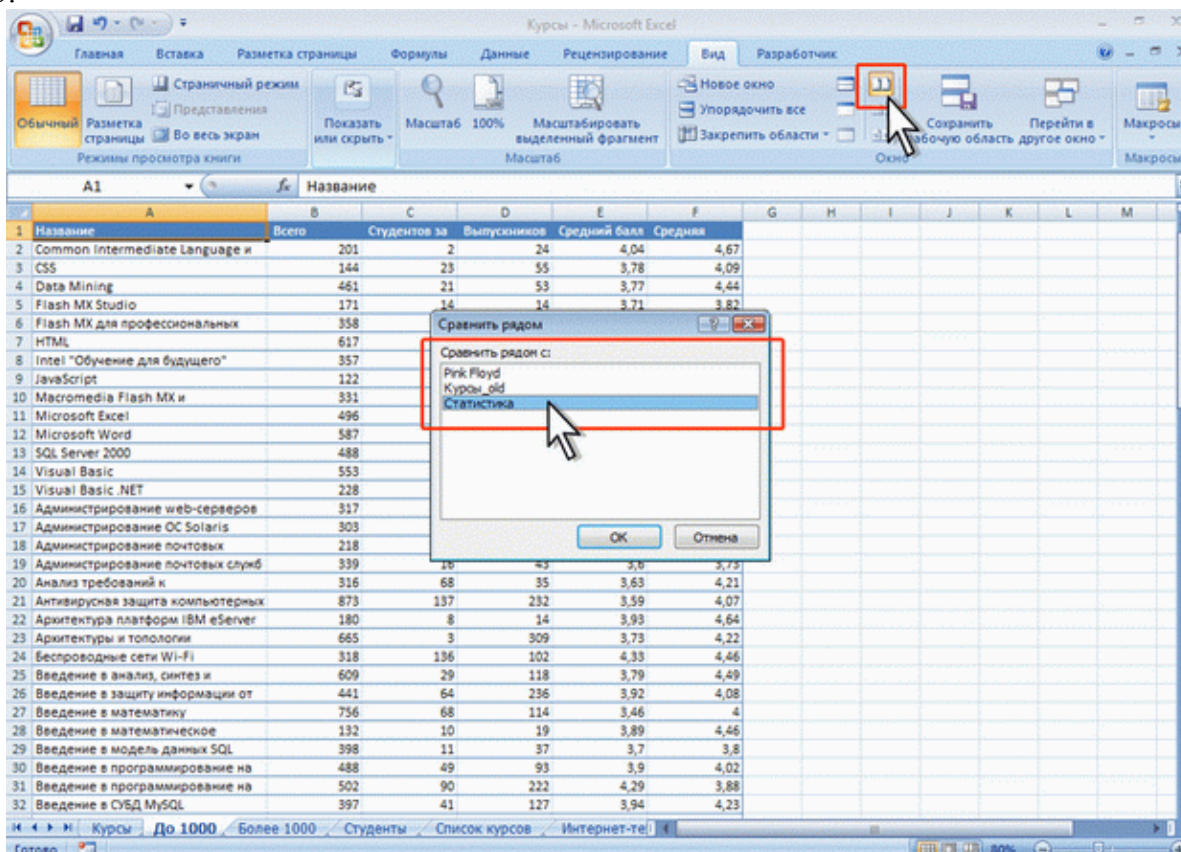 Курсы - Microsoft Excel
Главная Вставка Разметка страницы Формулы Данные Рецензирование Вид Разработчик
Обычный Разметка страницы Страничный режим Представления Во весь экран
Показать или скрыть Масштаб 100% Масштабировать выделенный фрагмент
Новое окно Упорядочить все Закрепить области
Сохранить рабочую область Перейти в другое окно Макросы
Режимы просмотра книги Масштаб Окно Макросы
A1 fx Название
A B C D E F G H I J K L M
1 Название Всего Студентов за Выпускников Средний балл Средняя
2 Common Intermediate Language и 201 2 24 4,04 4,67
3 CSS 144 23 55 3,78 4,09
4 Data Mining 461 21 53 3,77 4,44
5 Flash MX Studio 171 14 14 3,71 3,82
6 Flash MX для профессиональных 358
7 HTML 617
8 Intel "Обучение для будущего" 357
9 JavaScript 122
10 Macromedia Flash MX и 331
11 Microsoft Excel 496
12 Microsoft Word 587
13 SQL Server 2000 488
14 Visual Basic 553
15 Visual Basic .NET 228
16 Администрирование web-серверов 317
17 Администрирование ОС Solaris 303
18 Администрирование почтовых 218
19 Администрирование почтовых служб 339 16 43 3,6 3,73
20 Анализ требований к 316 68 35 3,63 4,21
21 Антивирусная защита компьютерных 873 137 232 3,59 4,07
22 Архитектура платформ IBM eServer 180 8 14 3,93 4,64
23 Архитектуры и топологии 665 3 309 3,73 4,22
24 Беспроводные сети Wi-Fi 318 136 102 4,33 4,46
25 Введение в анализ, синтез и 609 29 118 3,79 4,49
26 Введение в защиту информации от 441 64 236 3,92 4,08
27 Введение в математику 756 68 114 3,46 4
28 Введение в математическое 132 10 19 3,89 4,46
29 Введение в модель данных SQL 398 11 37 3,7 3,8
30 Введение в программирование на 488 49 93 3,9 4,02
31 Введение в программирование на 502 90 222 4,29 3,88
32 Введение в СУБД MySQL 397 41 127 3,94 4,23
Сравнить рядом
Сравнить рядом с:
Pink Floyd
Курсы_old
Статистика
ОК Отмена
Курсы До 1000 Более 1000 Студенты Список курсов Интернет-те
Готово 80%